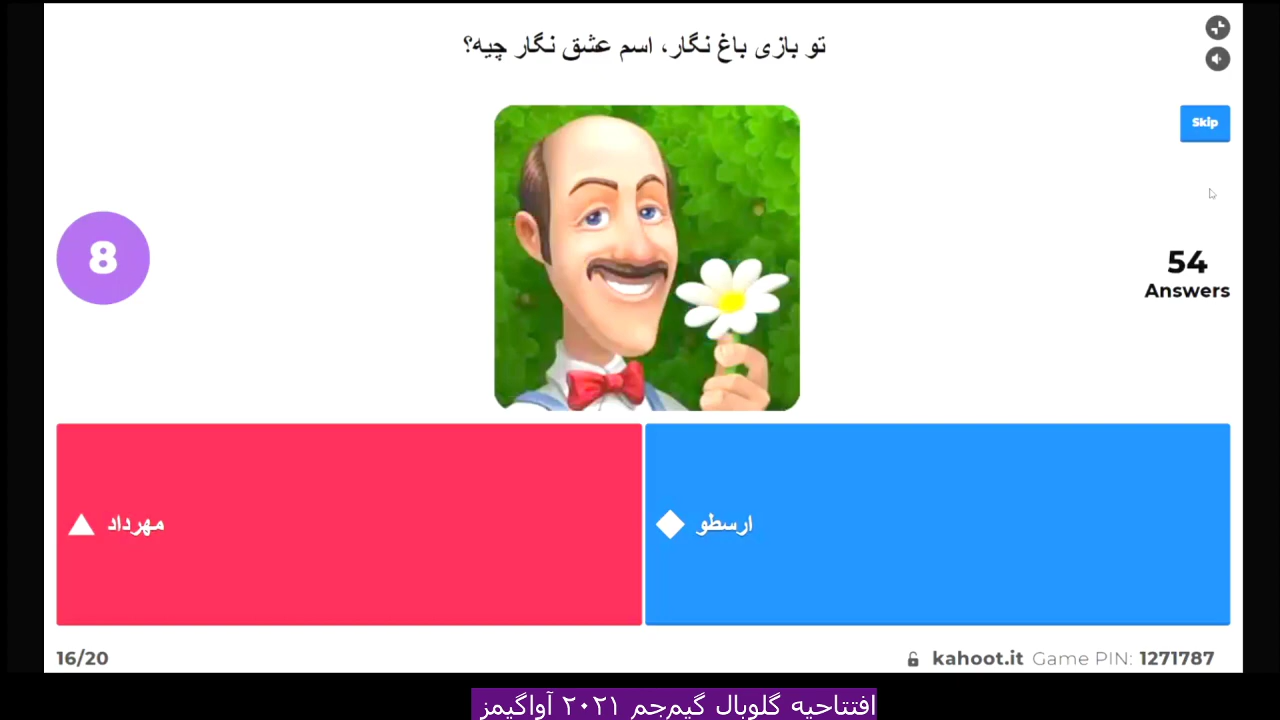 تو بازی باغ نگار، اسم عشق نگار چیه؟
Skip
8
54
Answers
مهرداد
ارسطو
16/20
kahoot.it Game PIN: 1271787
افتتاحیه گلوبال گیم‌جم ۲۰۲۱ آواگیمز